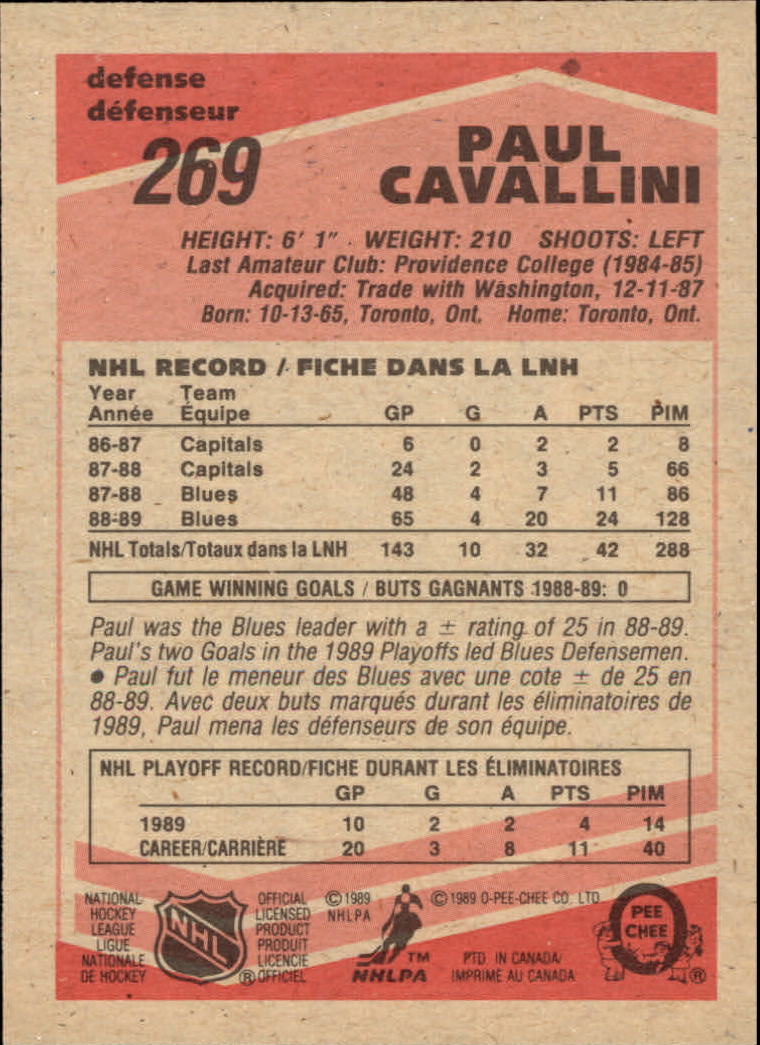 defense
défenseur
269
PAUL
CAVALLINI
HEIGHT: 6' 1" WEIGHT: 210 SHOOTS: LEFT
Last Amateur Club: Providence College (1984-85)
Acquired: Trade with Washington, 12-11-87
Born: 10-13-65, Toronto, Ont. Home: Toronto, Ont.
NHL RECORD / FICHE DANS LA LNH
Year Team
Année Équipe GP G A PTS PIM
86-87 Capitals 6 0 2 2 8
87-88 Capitals 24 2 3 5 66
87-88 Blues 48 4 7 11 86
88-89 Blues 65 4 20 24 128
NHL Totals/Totaux dans la LNH 143 10 32 42 288
GAME WINNING GOALS / BUTS GAGNANTS 1988-89: 0
Paul was the Blues leader with a ± rating of 25 in 88-89.
Paul's two Goals in the 1989 Playoffs led Blues Defensemen.
● Paul fut le meneur des Blues avec une cote ± de 25 en
88-89. Avec deux buts marqués durant les éliminatoires de
1989, Paul mena les défenseurs de son équipe.
NHL PLAYOFF RECORD/FICHE DURANT LES ÉLIMINATOIRES
GP G A PTS PIM
1989 10 2 2 4 14
CAREER/CARRIÈRE 20 3 8 11 40
NATIONAL
HOCKEY
LEAGUE
LIGUE
NATIONALE
DE HOCKEY
NHL
®
OFFICIAL
LICENSED
PRODUCT
PRODUIT
LICENCIE
OFFICIEL
© 1989
NHLPA
TM
NHLPA
© 1989 O-PEE-CHEE CO. LTD.
PTD. IN CANADA/
IMPRIMÉ AU CANADA
O
PEE
CHEE
®